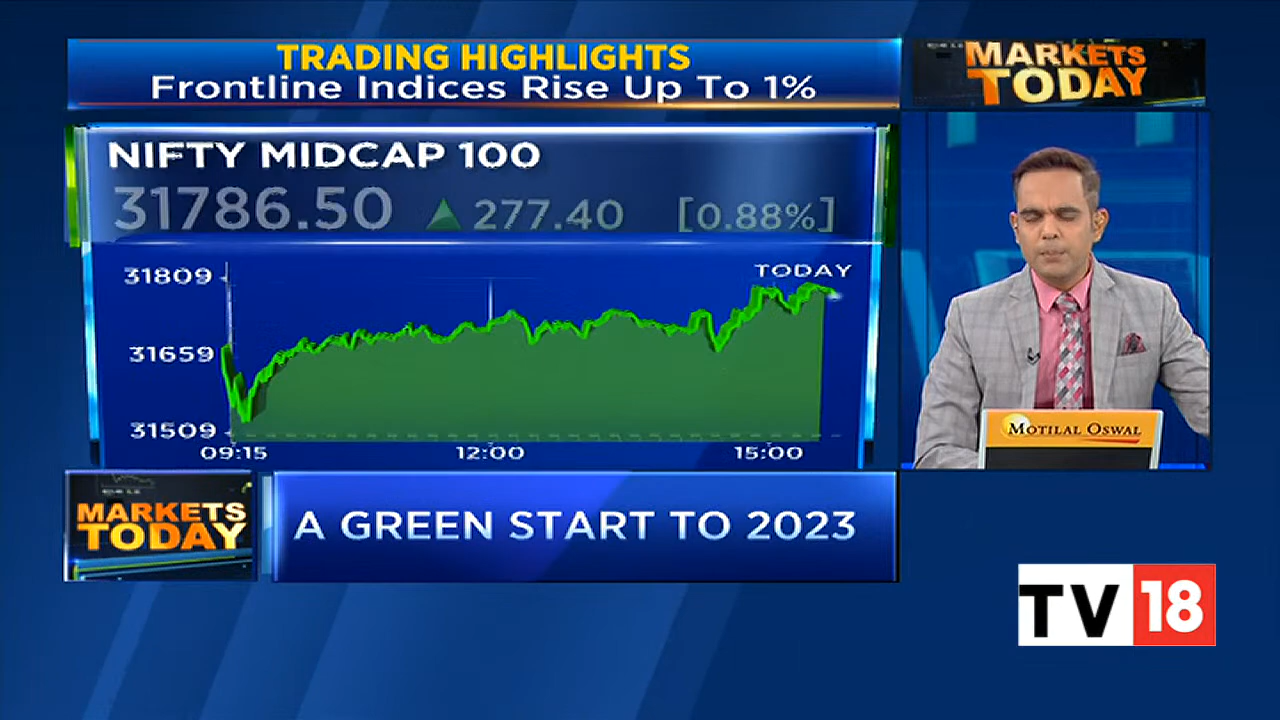 TRADING HIGHLIGHTS
Frontline Indices Rise Up To 1%
MARKETS
TODAY
NIFTY MIDCAP 100
31786.50 ▲ 277.40 [0.88%]
TODAY
31809
31659
31509
09:15 12:00 15:00
MOTILAL OSWAL
MARKETS
TODAY
A GREEN START TO 2023
TV18